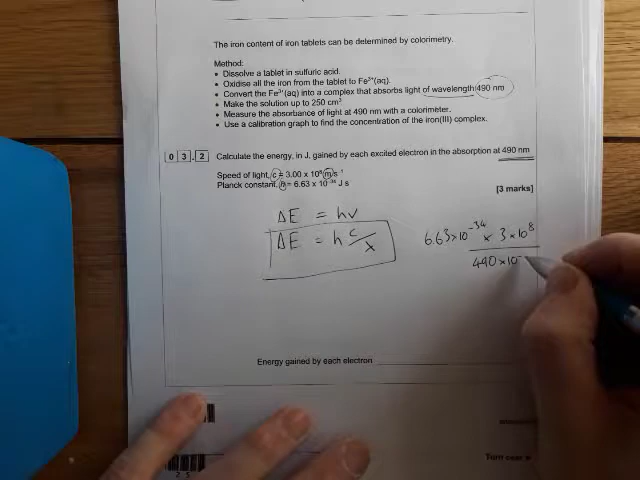 The iron content of iron tablets can be determined by colorimetry.
Method:
• Dissolve a tablet in sulfuric acid.
• Oxidise all the iron from the tablet to Fe³⁺(aq).
• Convert the Fe³⁺(aq) into a complex that absorbs light of wavelength 490 nm
• Make the solution up to 250 cm³
• Measure the absorbance of light at 490 nm with a colorimeter.
• Use a calibration graph to find the concentration of the iron(III) complex.
0 3 . 2 Calculate the energy, in J, gained by each excited electron in the absorption at 490 nm
Speed of light, c = 3.00 x 10⁸ m s⁻¹
Planck constant, h = 6.63 x 10⁻³⁴ J s
[3 marks]
ΔE = hν
ΔE = h c/λ
6.63×10⁻³⁴ × 3×10⁸
490×10⁻
Energy gained by each electron
2 5
Turn over